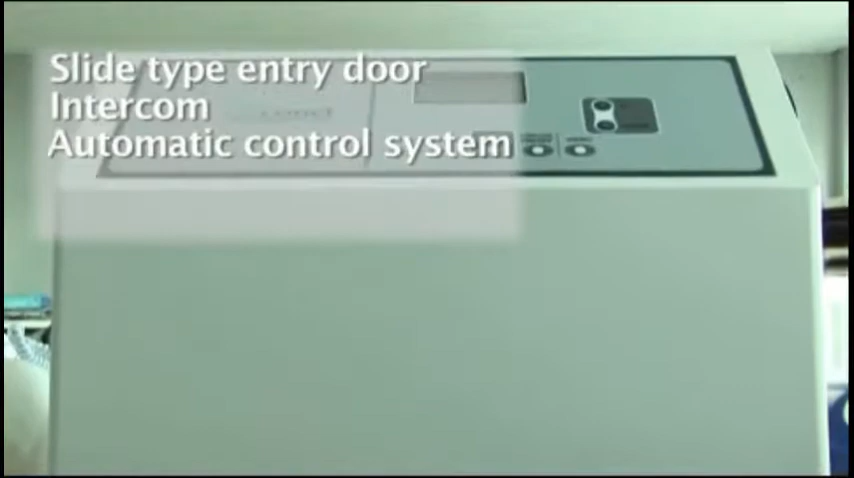 Slide type entry door
Intercom
Automatic control system